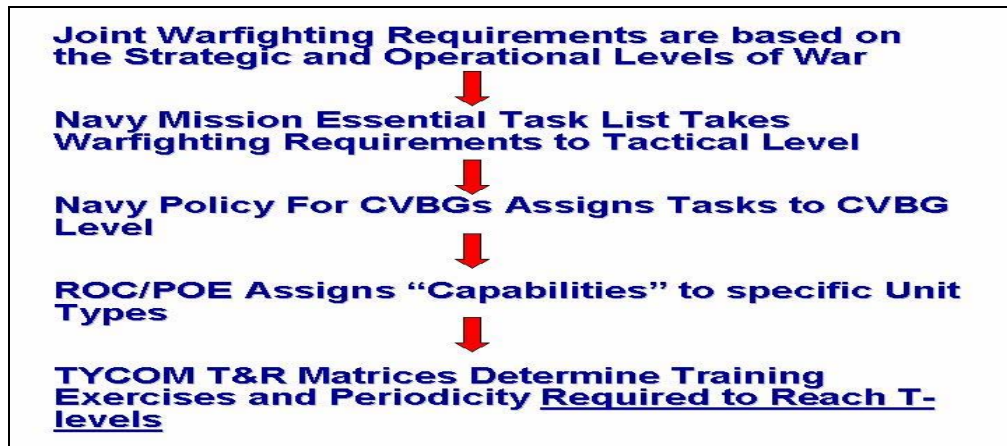 Joint Warfighting Requirements are based on
the Strategic and Operational Levels of War
Navy Mission Essential Task List Takes
Warfighting Requirements to Tactical Level
Navy Policy For CVBGs Assigns Tasks to CVBG
Level
ROC/POE Assigns “Capabilities” to specific Unit
Types
TYCOM T&R Matrices Determine Training
Exercises and Periodicity Required to Reach T-
levels